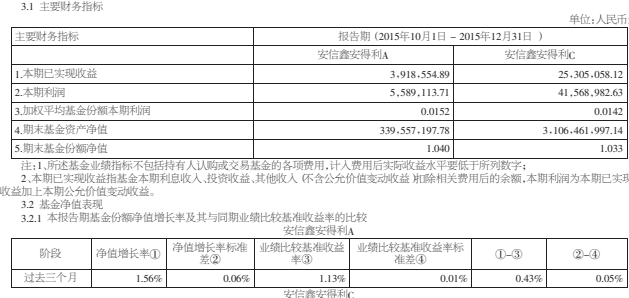 3.1 主要财务指标
单位:人民币
主要财务指标 报告期 (2015年10月1日 - 2015年12月31日 )
安信鑫安得利A 安信鑫安得利C
1.本期已实现收益 3,918,554.89 25,305,058.12
2.本期利润 5,589,113.71 41,568,982.63
3.加权平均基金份额本期利润 0.0152 0.0142
4.期末基金资产净值 339,557,197.78 3,106,461,997.14
5.期末基金份额净值 1.040 1.033
注:1、所述基金业绩指标不包括持有人认购或交易基金的各项费用,计入费用后实际收益水平要低于所列数字;
2、本期已实现收益指基金本期利息收入、投资收益、其他收入 (不含公允价值变动收益 )扣除相关费用后的余额,本期利润为本期已实现
收益加上本期公允价值变动收益。
3.2 基金净值表现
3.2.1 本报告期基金份额净值增长率及其与同期业绩比较基准收益率的比较
安信鑫安得利A
阶段 净值增长率① 净值增长率标准差② 业绩比较基准收益率③ 业绩比较基准收益率标准差④ ①-③ ②-④
过去三个月 1.56% 0.06% 1.13% 0.01% 0.43% 0.05%
安信鑫安得利C